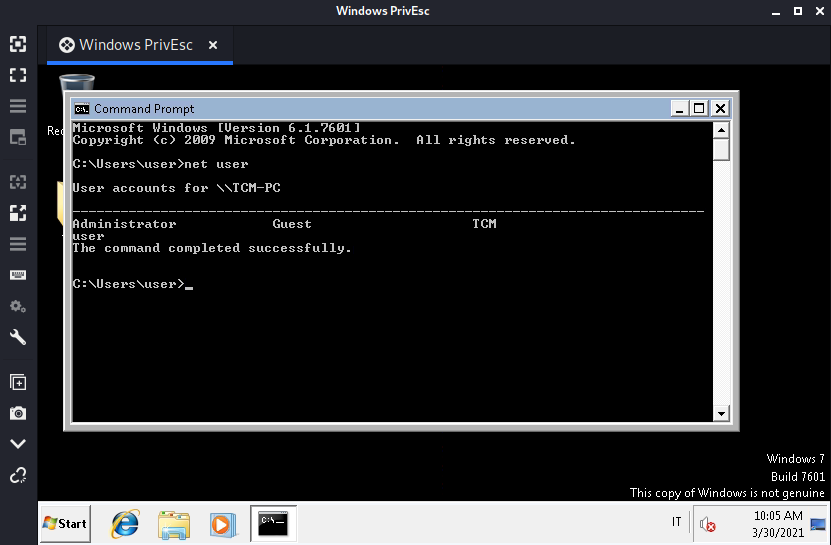 Windows PrivEsc
Windows PrivEsc
Command Prompt
Microsoft Windows [Version 6.1.7601]
Copyright (c) 2009 Microsoft Corporation.  All rights reserved.
C:\Users\user>net user
User accounts for \\TCM-PC
-------------------------------------------------------------------------------
Administrator            Guest                    TCM
user
The command completed successfully.
C:\Users\user>_
Windows 7
Build 7601
This copy of Windows is not genuine
Start
IT
10:05 AM
3/30/2021